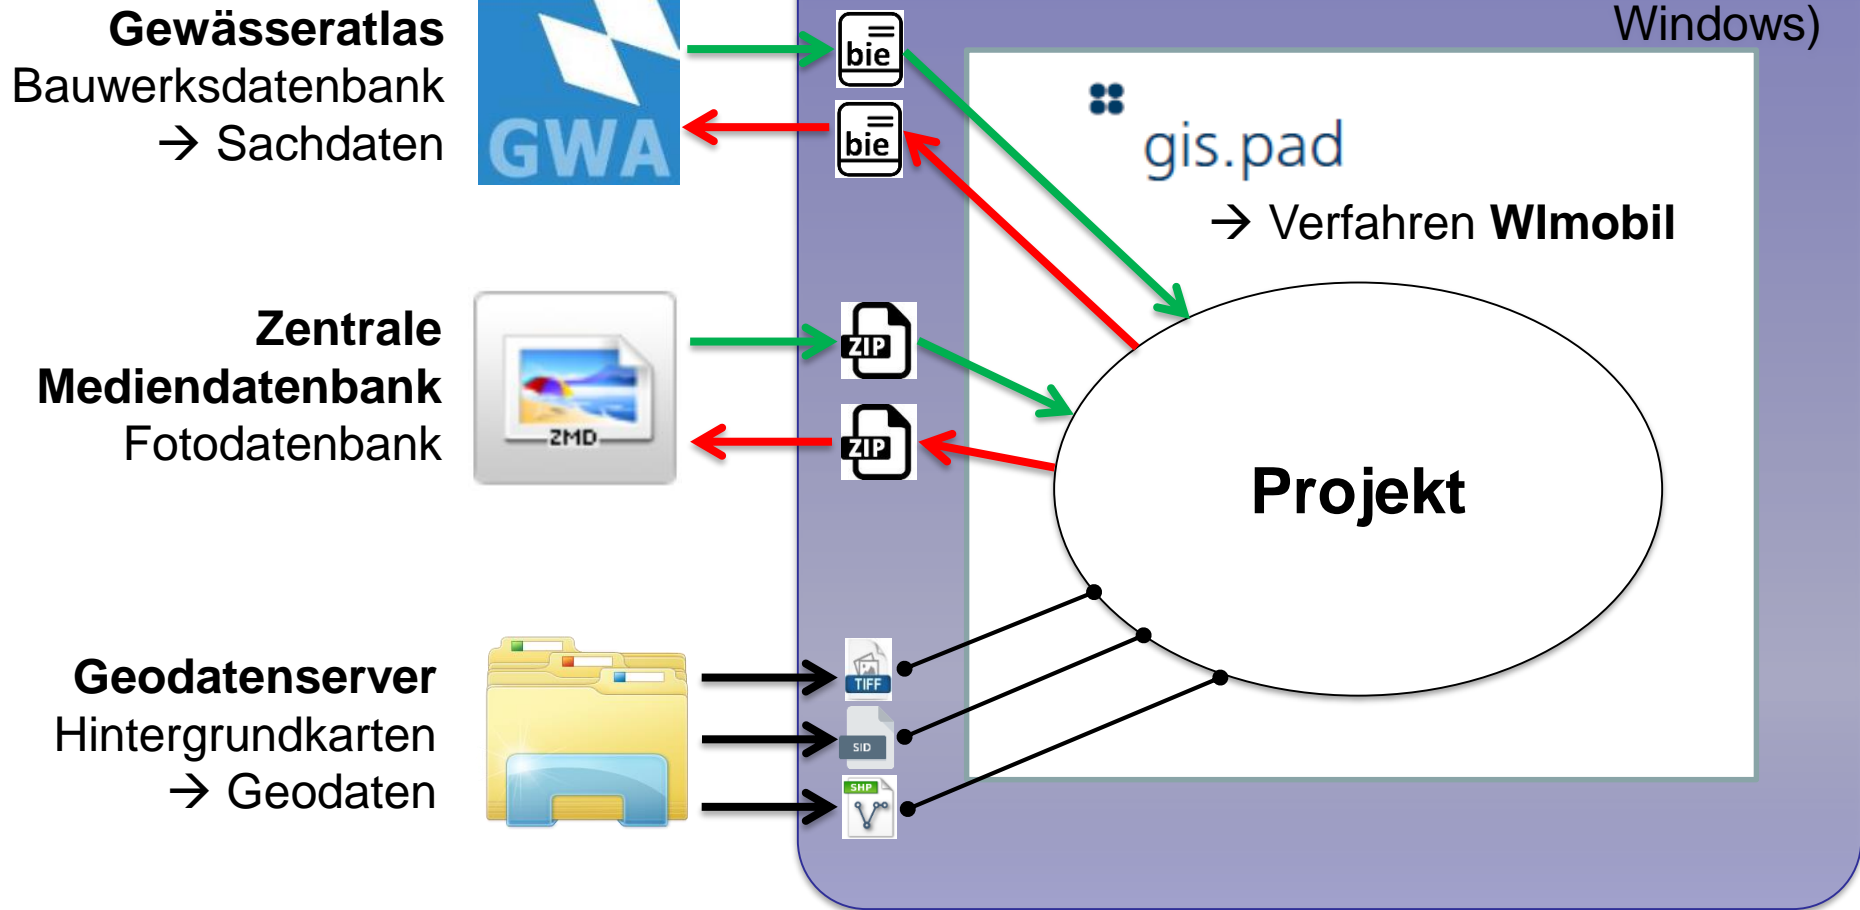 Windows)
Gewässeratlas
Bauwerksdatenbank
→ Sachdaten
GWA
bie
bie
gis.pad
→ Verfahren WImobil
Zentrale
Mediendatenbank
Fotodatenbank
ZMD
ZIP
ZIP
Projekt
Geodatenserver
Hintergrundkarten
→ Geodaten
TIFF
SID
SHP